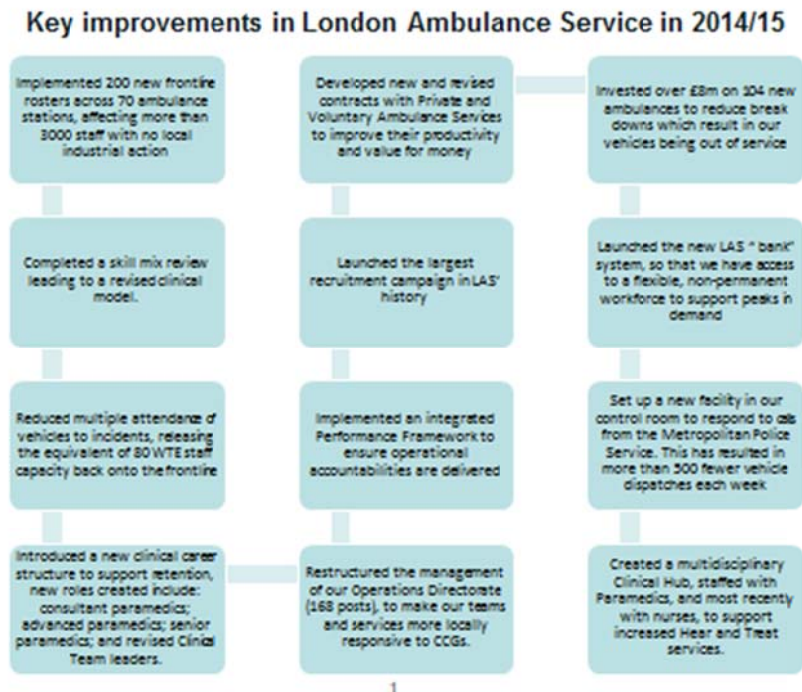 Key improvements in London Ambulance Service in 2014/15
Implemented 200 new frontline
rosters across 70 ambulance
stations, affecting more than
3000 staff with no local
industrial action
Completed a skill mix review
leading to a revised clinical
model.
Reduced multiple attendance of
vehicles to incidents, releasing
the equivalent of 80 WTE staff
capacity back onto the frontline
Introduced a new clinical career
structure to support retention,
new roles created include:
consultant paramedics;
advanced paramedics; senior
paramedics; and revised Clinical
Team leaders.
Restructured the management
of our Operations Directorate
(168 posts), to make our teams
and services more locally
responsive to CCGs.
Implemented an integrated
Performance Framework to
ensure operational
accountabilities are delivered
Launched the largest
recruitment campaign in LAS'
history
Developed new and revised
contracts with Private and
Voluntary Ambulance Services
to improve their productivity
and value for money
Invested over £8m on 104 new
ambulances to reduce break
downs which result in our
vehicles being out of service
Launched the new LAS " bank"
system, so that we have access
to a flexible, non-permanent
workforce to support peaks in
demand
Set up a new facility in our
control room to respond to calls
from the Metropolitan Police
Service. This has resulted in
more than 500 fewer vehicle
dispatches each week
Created a multidisciplinary
Clinical Hub, staffed with
Paramedics, and most recently
with nurses, to support
increased Hear and Treat
services.
1